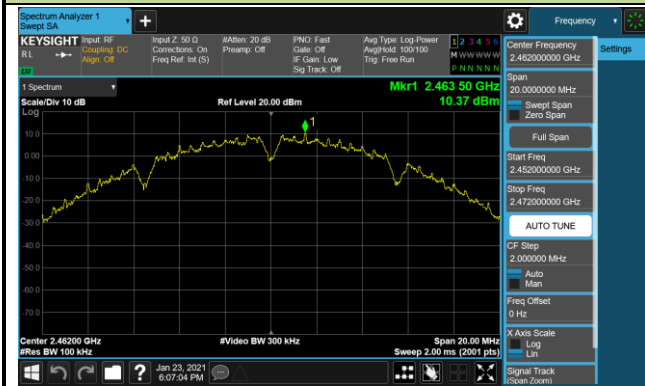 Spectrum Analyzer 1
Swept SA
Frequency
KEYSIGHT
RL
LNI
Input: RF
Coupling: DC
Align: Off
Input Z: 50 Ω
Corrections: On
Freq Ref: Int (S)
#Atten: 20 dB
Preamp: Off
PNO: Fast
Gate: Off
IF Gain: Low
Sig Track: Off
Avg Type: Log-Power
Avg|Hold: 100/100
Trig: Free Run
1 2 3 4 5 6
M W W W W W
P N N N N N
1 Spectrum
Scale/Div 10 dB
Log
Ref Level 20.00 dBm
Mkr1 2.463 50 GHz
10.37 dBm
1
10.0
0.00
-10.0
-20.0
-30.0
-40.0
-50.0
-60.0
-70.0
Center 2.46200 GHz
#Res BW 100 kHz
#Video BW 300 kHz
Span 20.00 MHz
Sweep 2.00 ms (2001 pts)
Jan 23, 2021
6:07:04 PM
Center Frequency
2.462000000 GHz
Span
20.0000000 MHz
Swept Span
Zero Span
Full Span
Start Freq
2.452000000 GHz
Stop Freq
2.472000000 GHz
AUTO TUNE
CF Step
2.000000 MHz
Auto
Man
Freq Offset
0 Hz
X Axis Scale
Log
Lin
Signal Track
(Span Zoom)
Settings